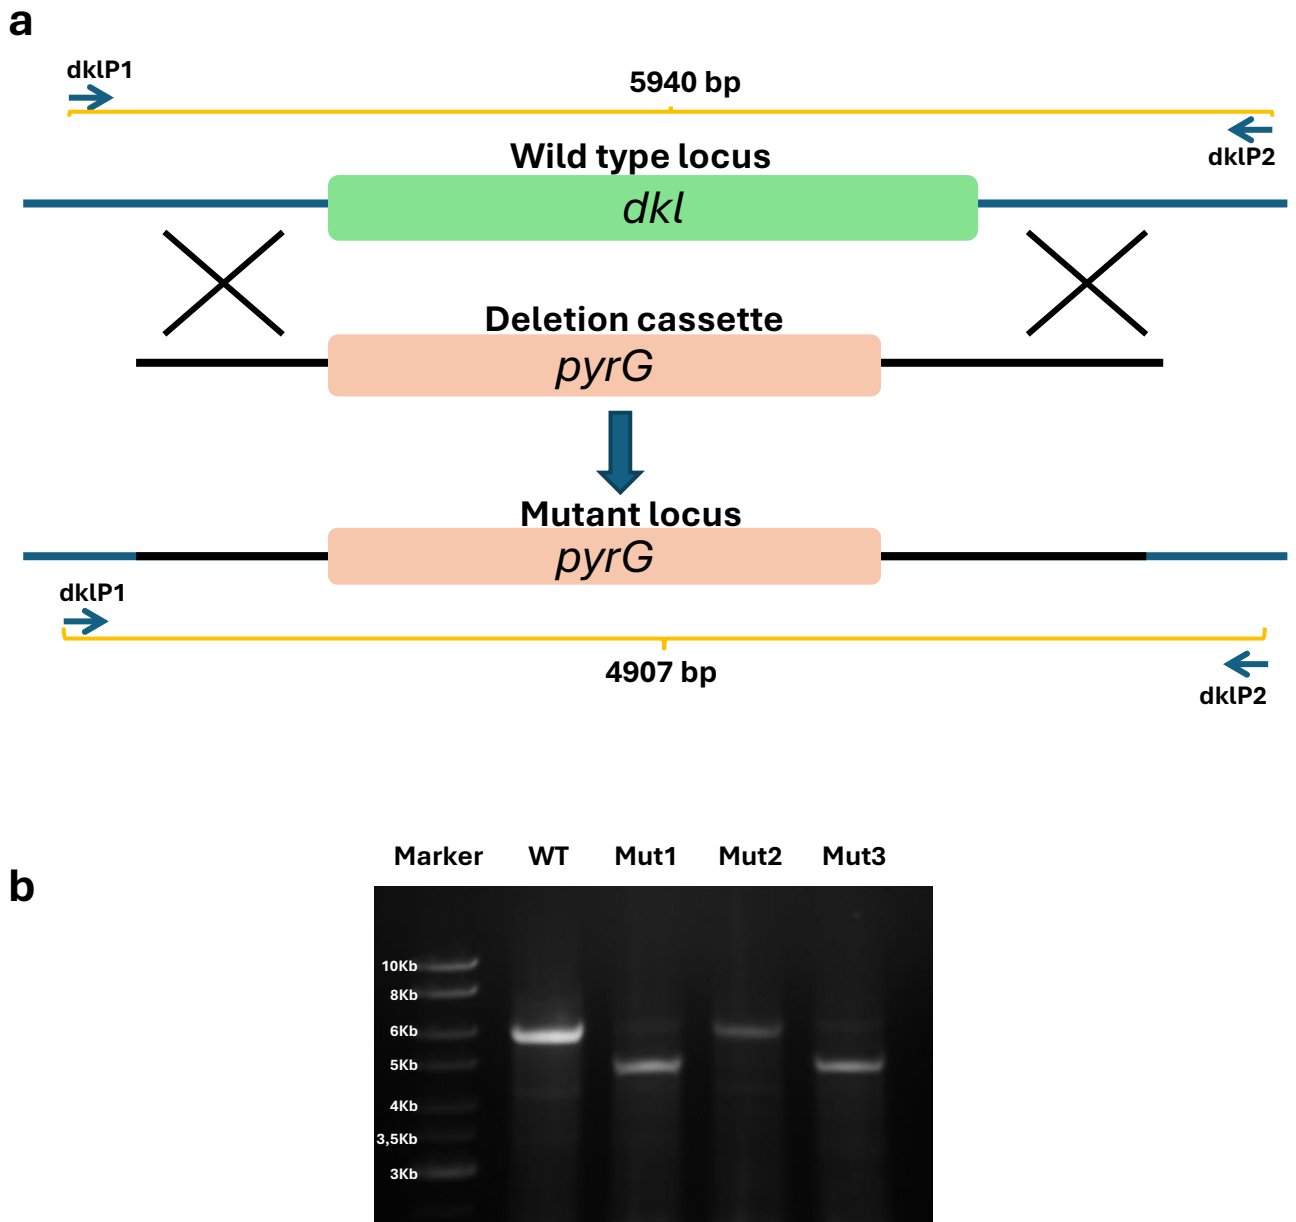 a
dklP1
5940 bp
dklP2
Wild type locus
dkl
Deletion cassette
pyrG
Mutant locus
pyrG
dklP1
4907 bp
dklP2
b
Marker WT Mut1 Mut2 Mut3
10Kb
8Kb
6Kb
5Kb
4Kb
3,5Kb
3Kb